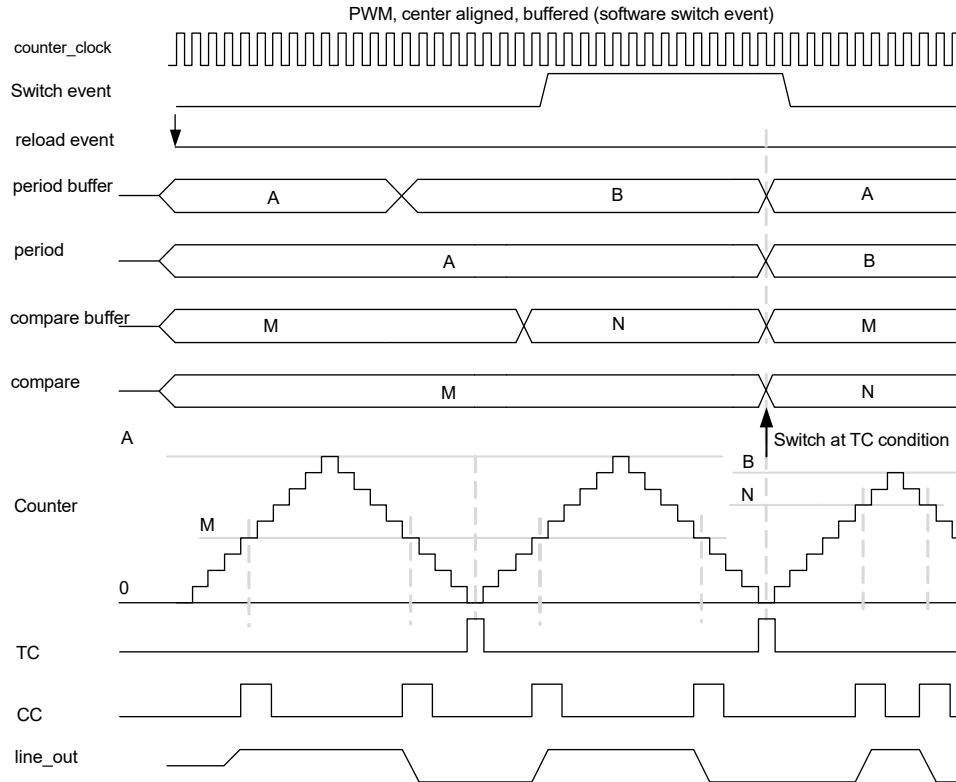 PWM, center aligned, buffered (software switch event)
counter_clock
Switch event
reload event
period buffer
A
B
A
period
A
B
compare buffer
M
N
M
compare
M
N
A
Switch at TC condition
B
Counter
N
M
0
TC
CC
line_out